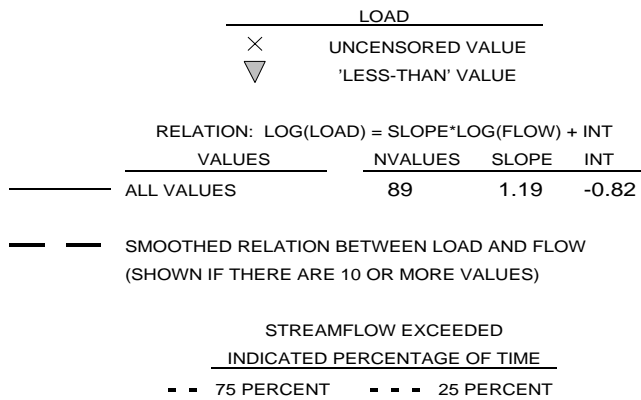 LOAD
UNCENSORED VALUE
'LESS-THAN' VALUE
RELATION: LOG(LOAD) = SLOPE*LOG(FLOW) + INT
VALUES NVALUES SLOPE INT
ALL VALUES 89 1.19 -0.82
SMOOTHED RELATION BETWEEN LOAD AND FLOW
(SHOWN IF THERE ARE 10 OR MORE VALUES)
STREAMFLOW EXCEEDED
INDICATED PERCENTAGE OF TIME
75 PERCENT 25 PERCENT